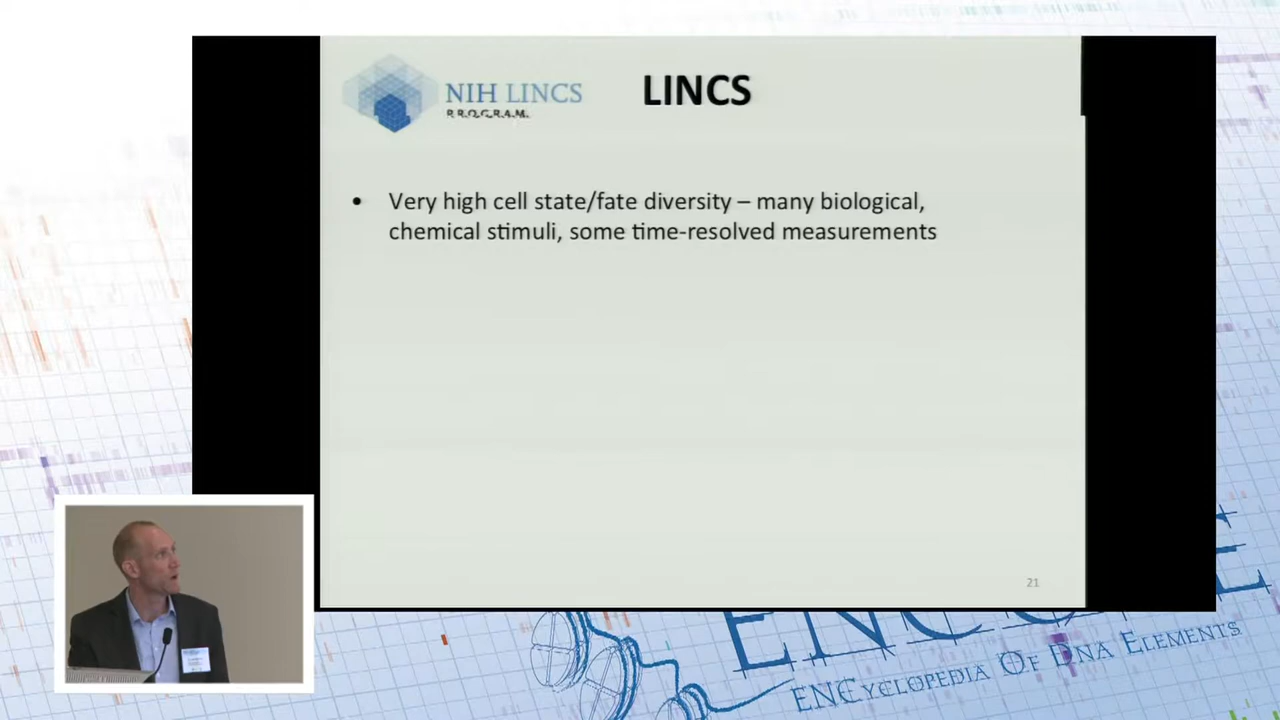 NIH LINCS
P.R.O.G.R.A.M.
LINCS
• Very high cell state/fate diversity – many biological,
chemical stimuli, some time-resolved measurements
21
ENCODE
ENCYCLOPEDIA OF DNA ELEMENTS